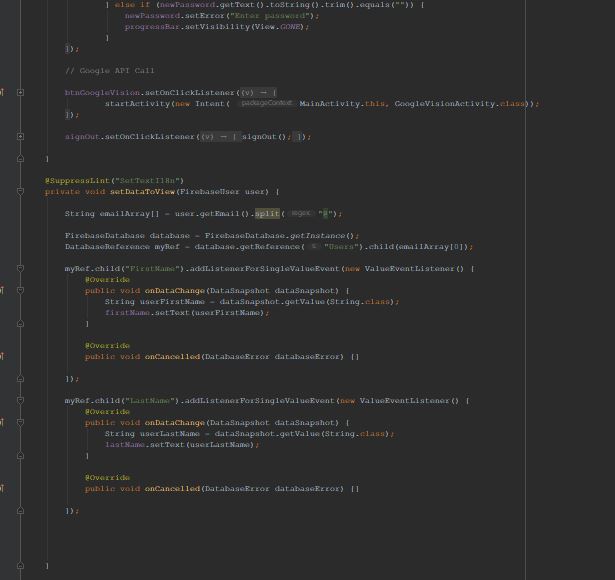 } else if (newPassword.getText().toString().trim().equals("")) {
newPassword.setError("Enter password");
progressBar.setVisibility(View.GONE);
}
});
// Google API Call
btnGoogleVision.setOnClickListener((v) → {
startActivity(new Intent( packageContext MainActivity.this, GoogleVisionActivity.class));
});
signOut.setOnClickListener((v) → { signOut(); });
}
@SuppressLint("SetTextI18n")
private void setDataToView(FirebaseUser user) {
String emailArray[] = user.getEmail().split( regex "@");
FirebaseDatabase database = FirebaseDatabase.getInstance();
DatabaseReference myRef = database.getReference( s "Users").child(emailArray[0]);
myRef.child("FirstName").addListenerForSingleValueEvent(new ValueEventListener() {
@Override
public void onDataChange(DataSnapshot dataSnapshot) {
String userFirstName = dataSnapshot.getValue(String.class);
firstName.setText(userFirstName);
}
@Override
public void onCancelled(DatabaseError databaseError) {}
});
myRef.child("LastName").addListenerForSingleValueEvent(new ValueEventListener() {
@Override
public void onDataChange(DataSnapshot dataSnapshot) {
String userLastName = dataSnapshot.getValue(String.class);
lastName.setText(userLastName);
}
@Override
public void onCancelled(DatabaseError databaseError) {}
});
}